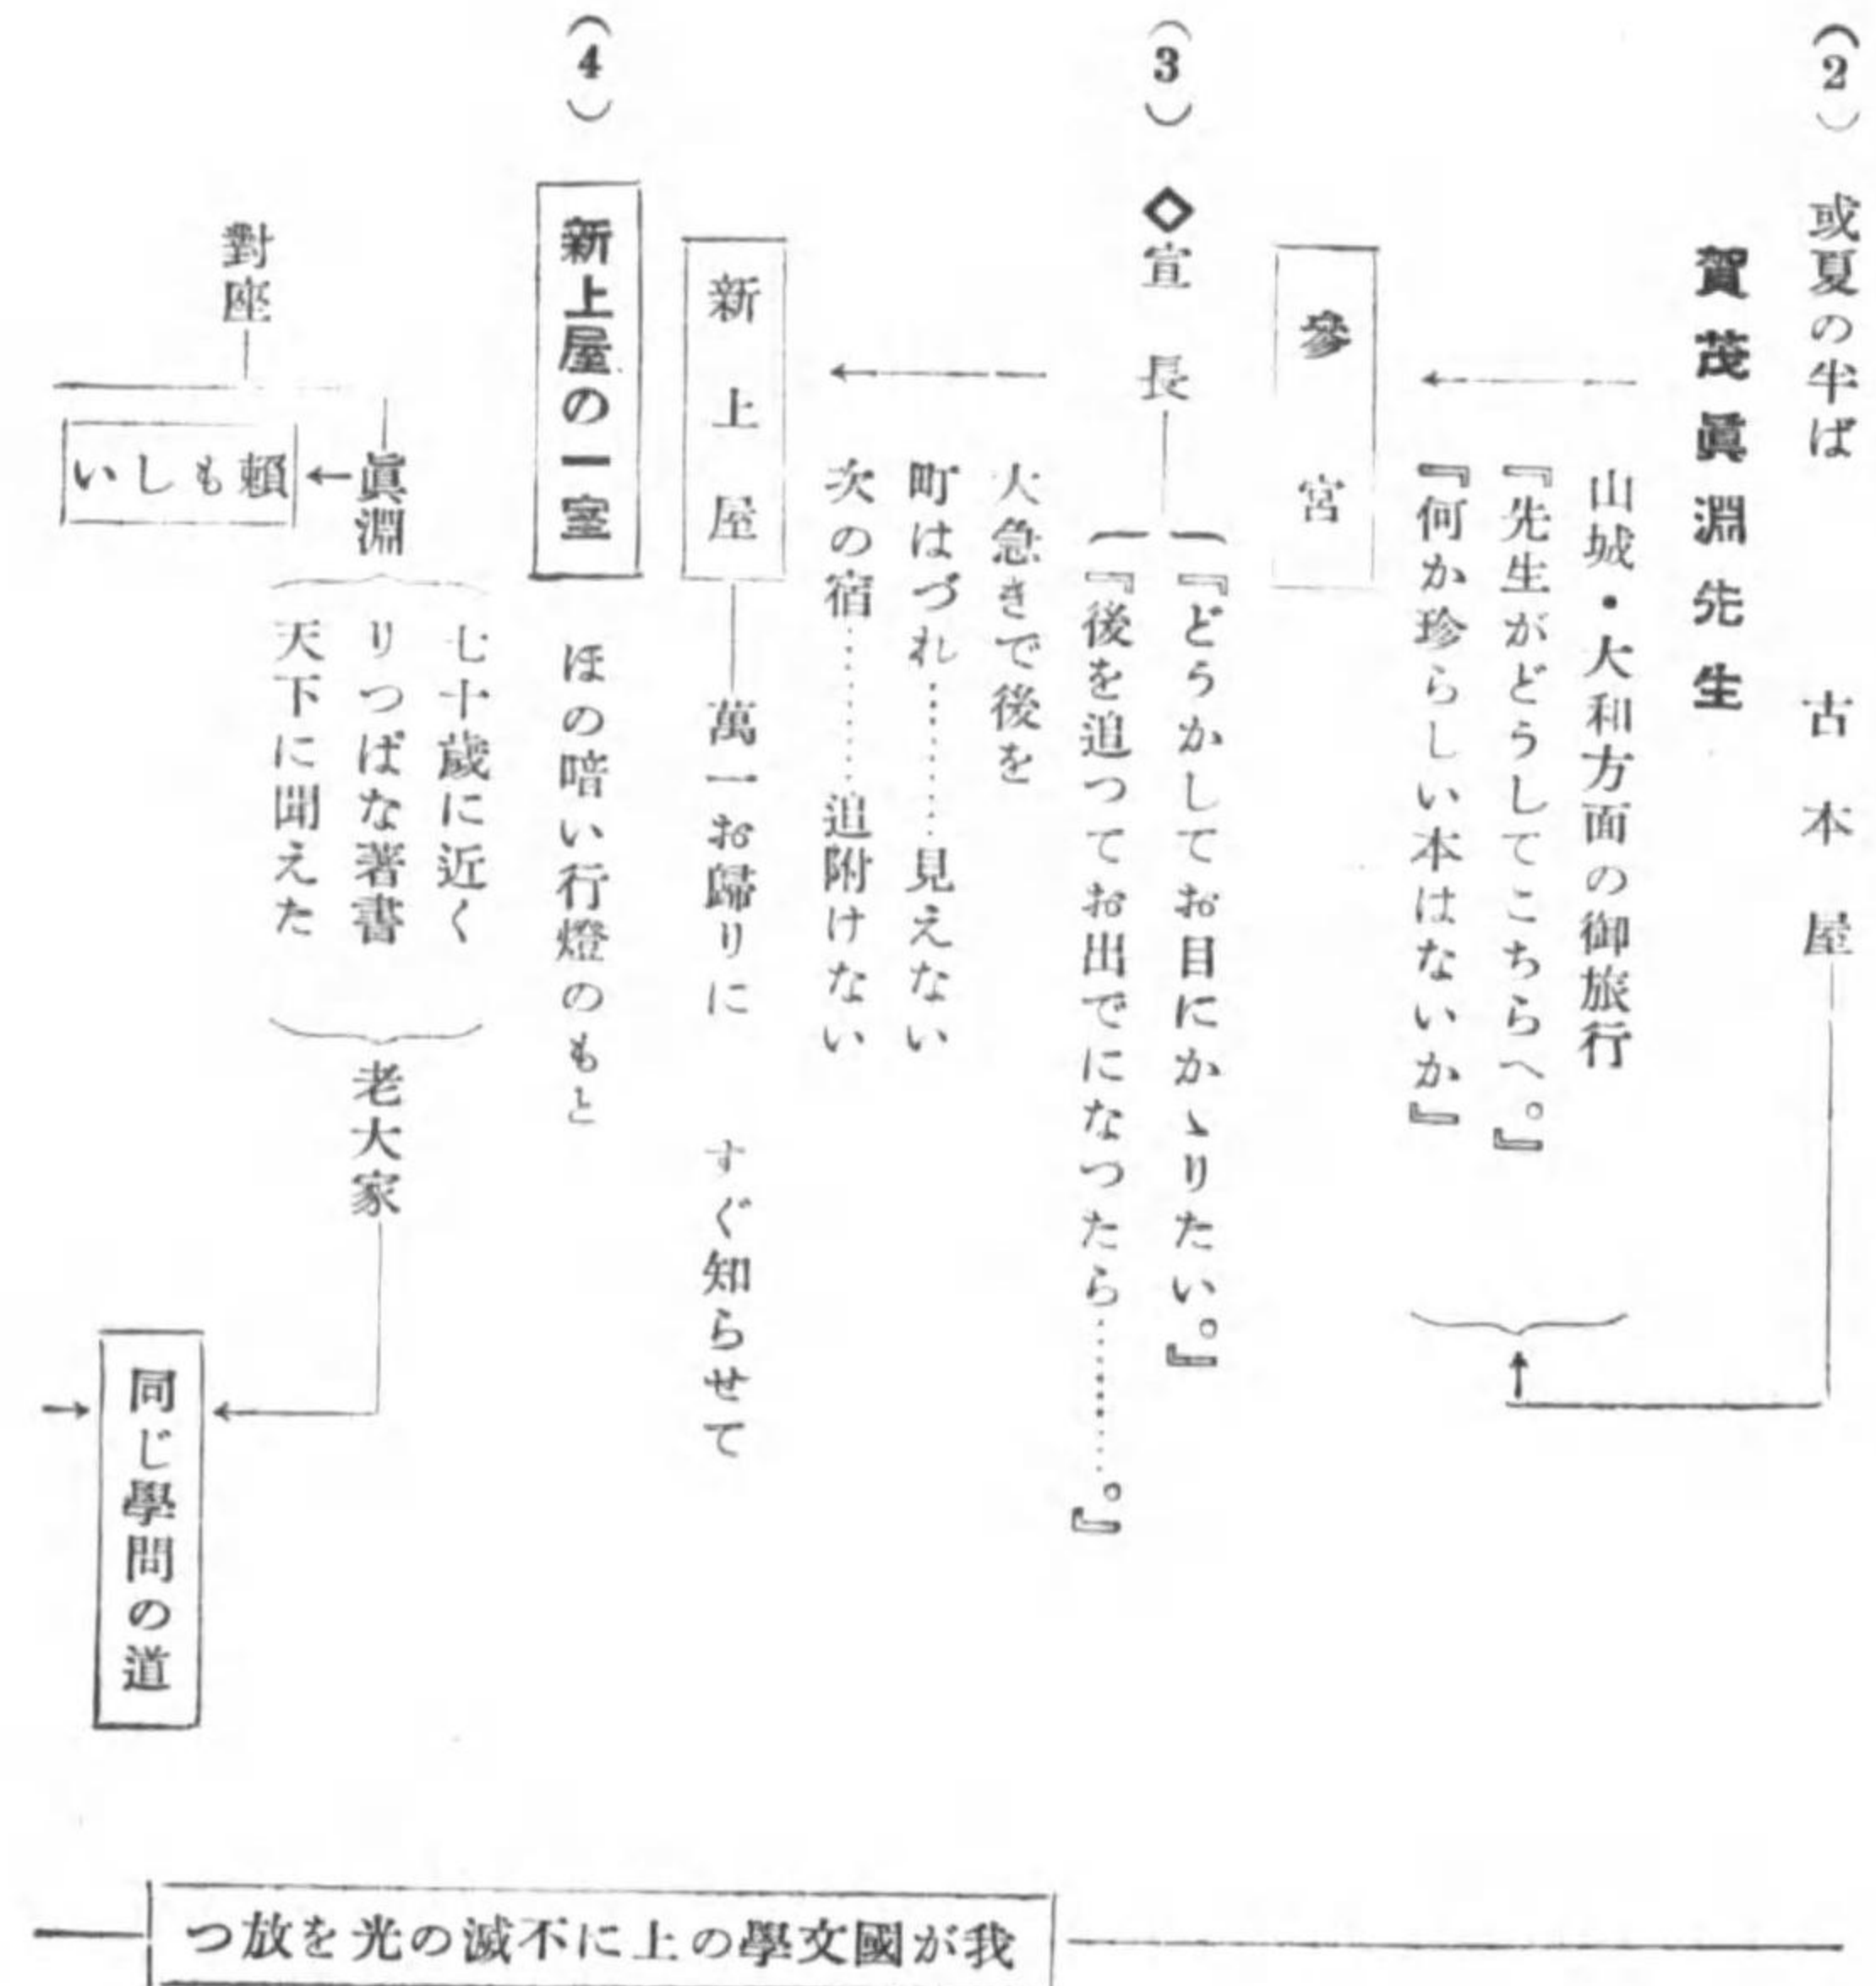 (2) 或夏の半ば 古本屋
賀茂眞淵先生
山城・大和方面の御旅行
『先生がどうしてこちらへ。』
『何か珍らしい本はないか』
參宮
(3) ◇宣長
『どうかしてお目にかゝりたい。』
『後を追つてお出でになつたら………。』
大急きで後を
町はづれ………見えない
次の宿………追附けない
新上屋 萬一お歸りに すぐ知らせて
(4) 新上屋の一室 ほの暗い行燈のもと
七十歲に近く
りつぱな著書
天下に聞えた
眞淵
老大家
賴もしい
對座
同じ學問の道
我が國文學の上に不滅の光を放つ